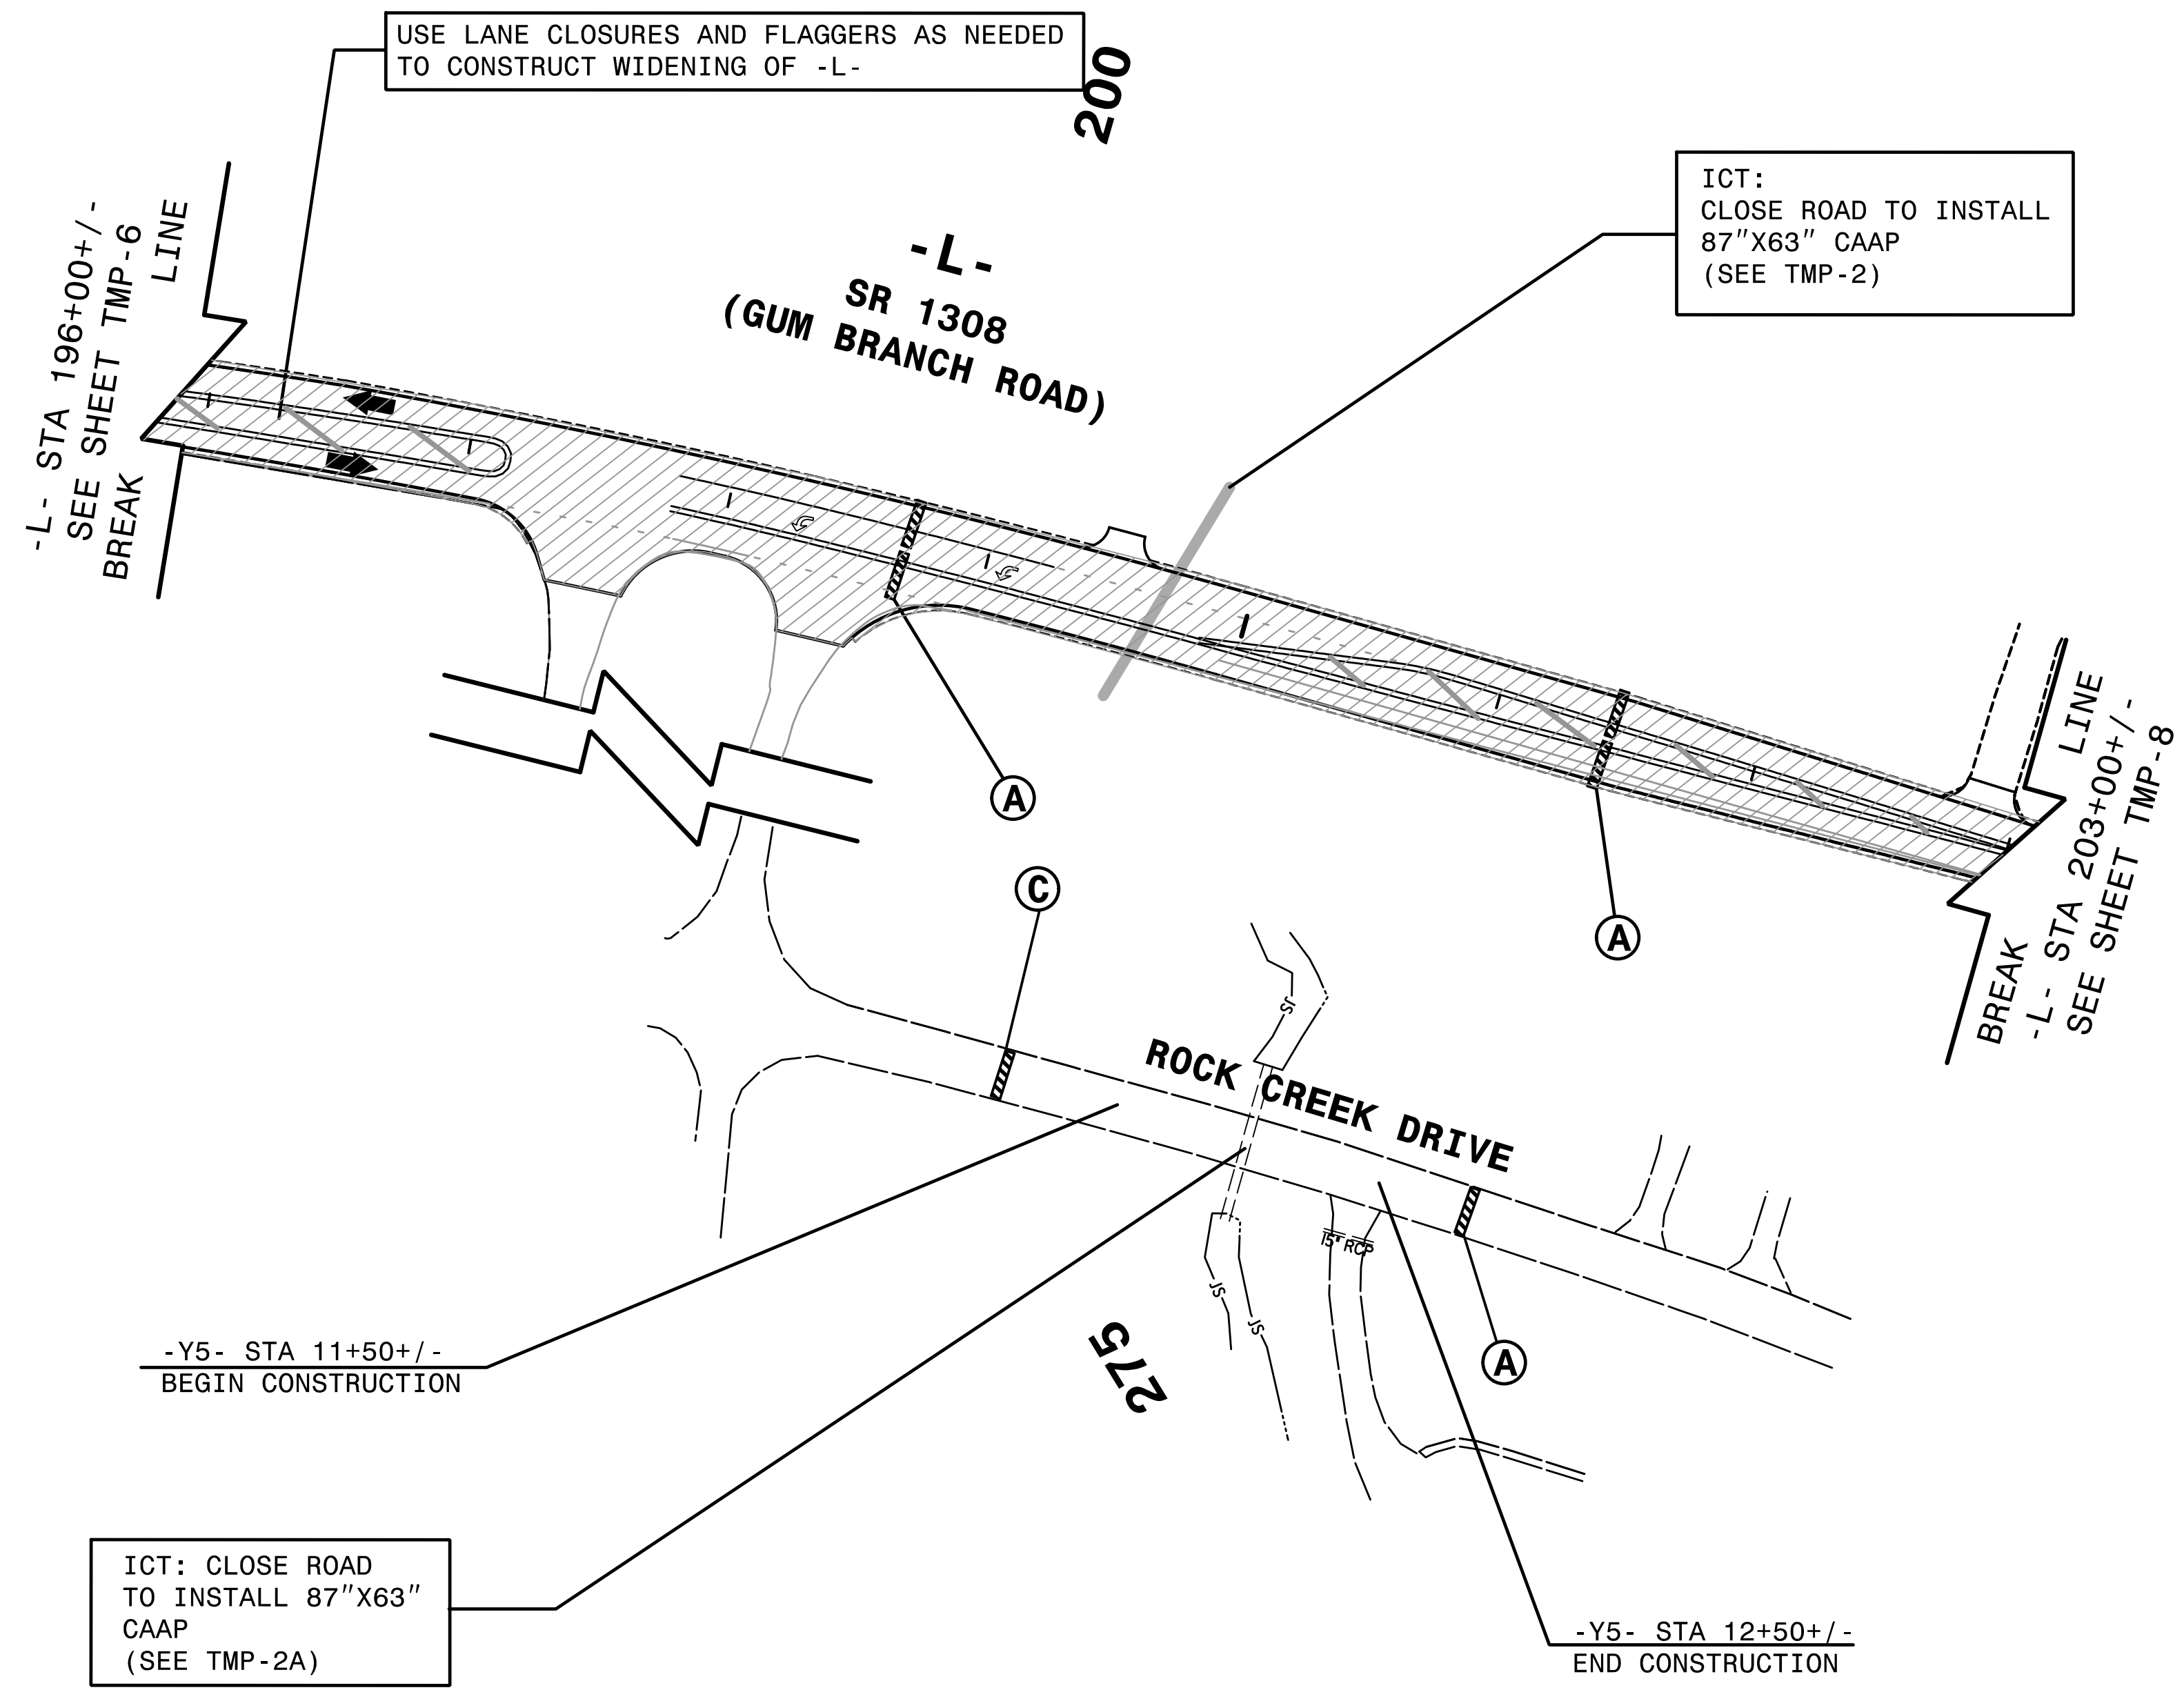 USE LANE CLOSURES AND FLAGGERS AS NEEDED
TO CONSTRUCT WIDENING OF -L-
200
ICT:
CLOSE ROAD TO INSTALL
87"X63" CAAP
(SEE TMP-2)
-L- STA 196+00+/-
SEE SHEET TMP-6
BREAK LINE
-L-
SR 1308
(GUM BRANCH ROAD)
BREAK LINE
-L- STA 203+00+/-
SEE SHEET TMP-8
A
A
C
JS
ROCK CREEK DRIVE
15" RCP
JS
JS
A
275
-Y5- STA 11+50+/-
BEGIN CONSTRUCTION
ICT: CLOSE ROAD
TO INSTALL 87"X63"
CAAP
(SEE TMP-2A)
-Y5- STA 12+50+/-
END CONSTRUCTION